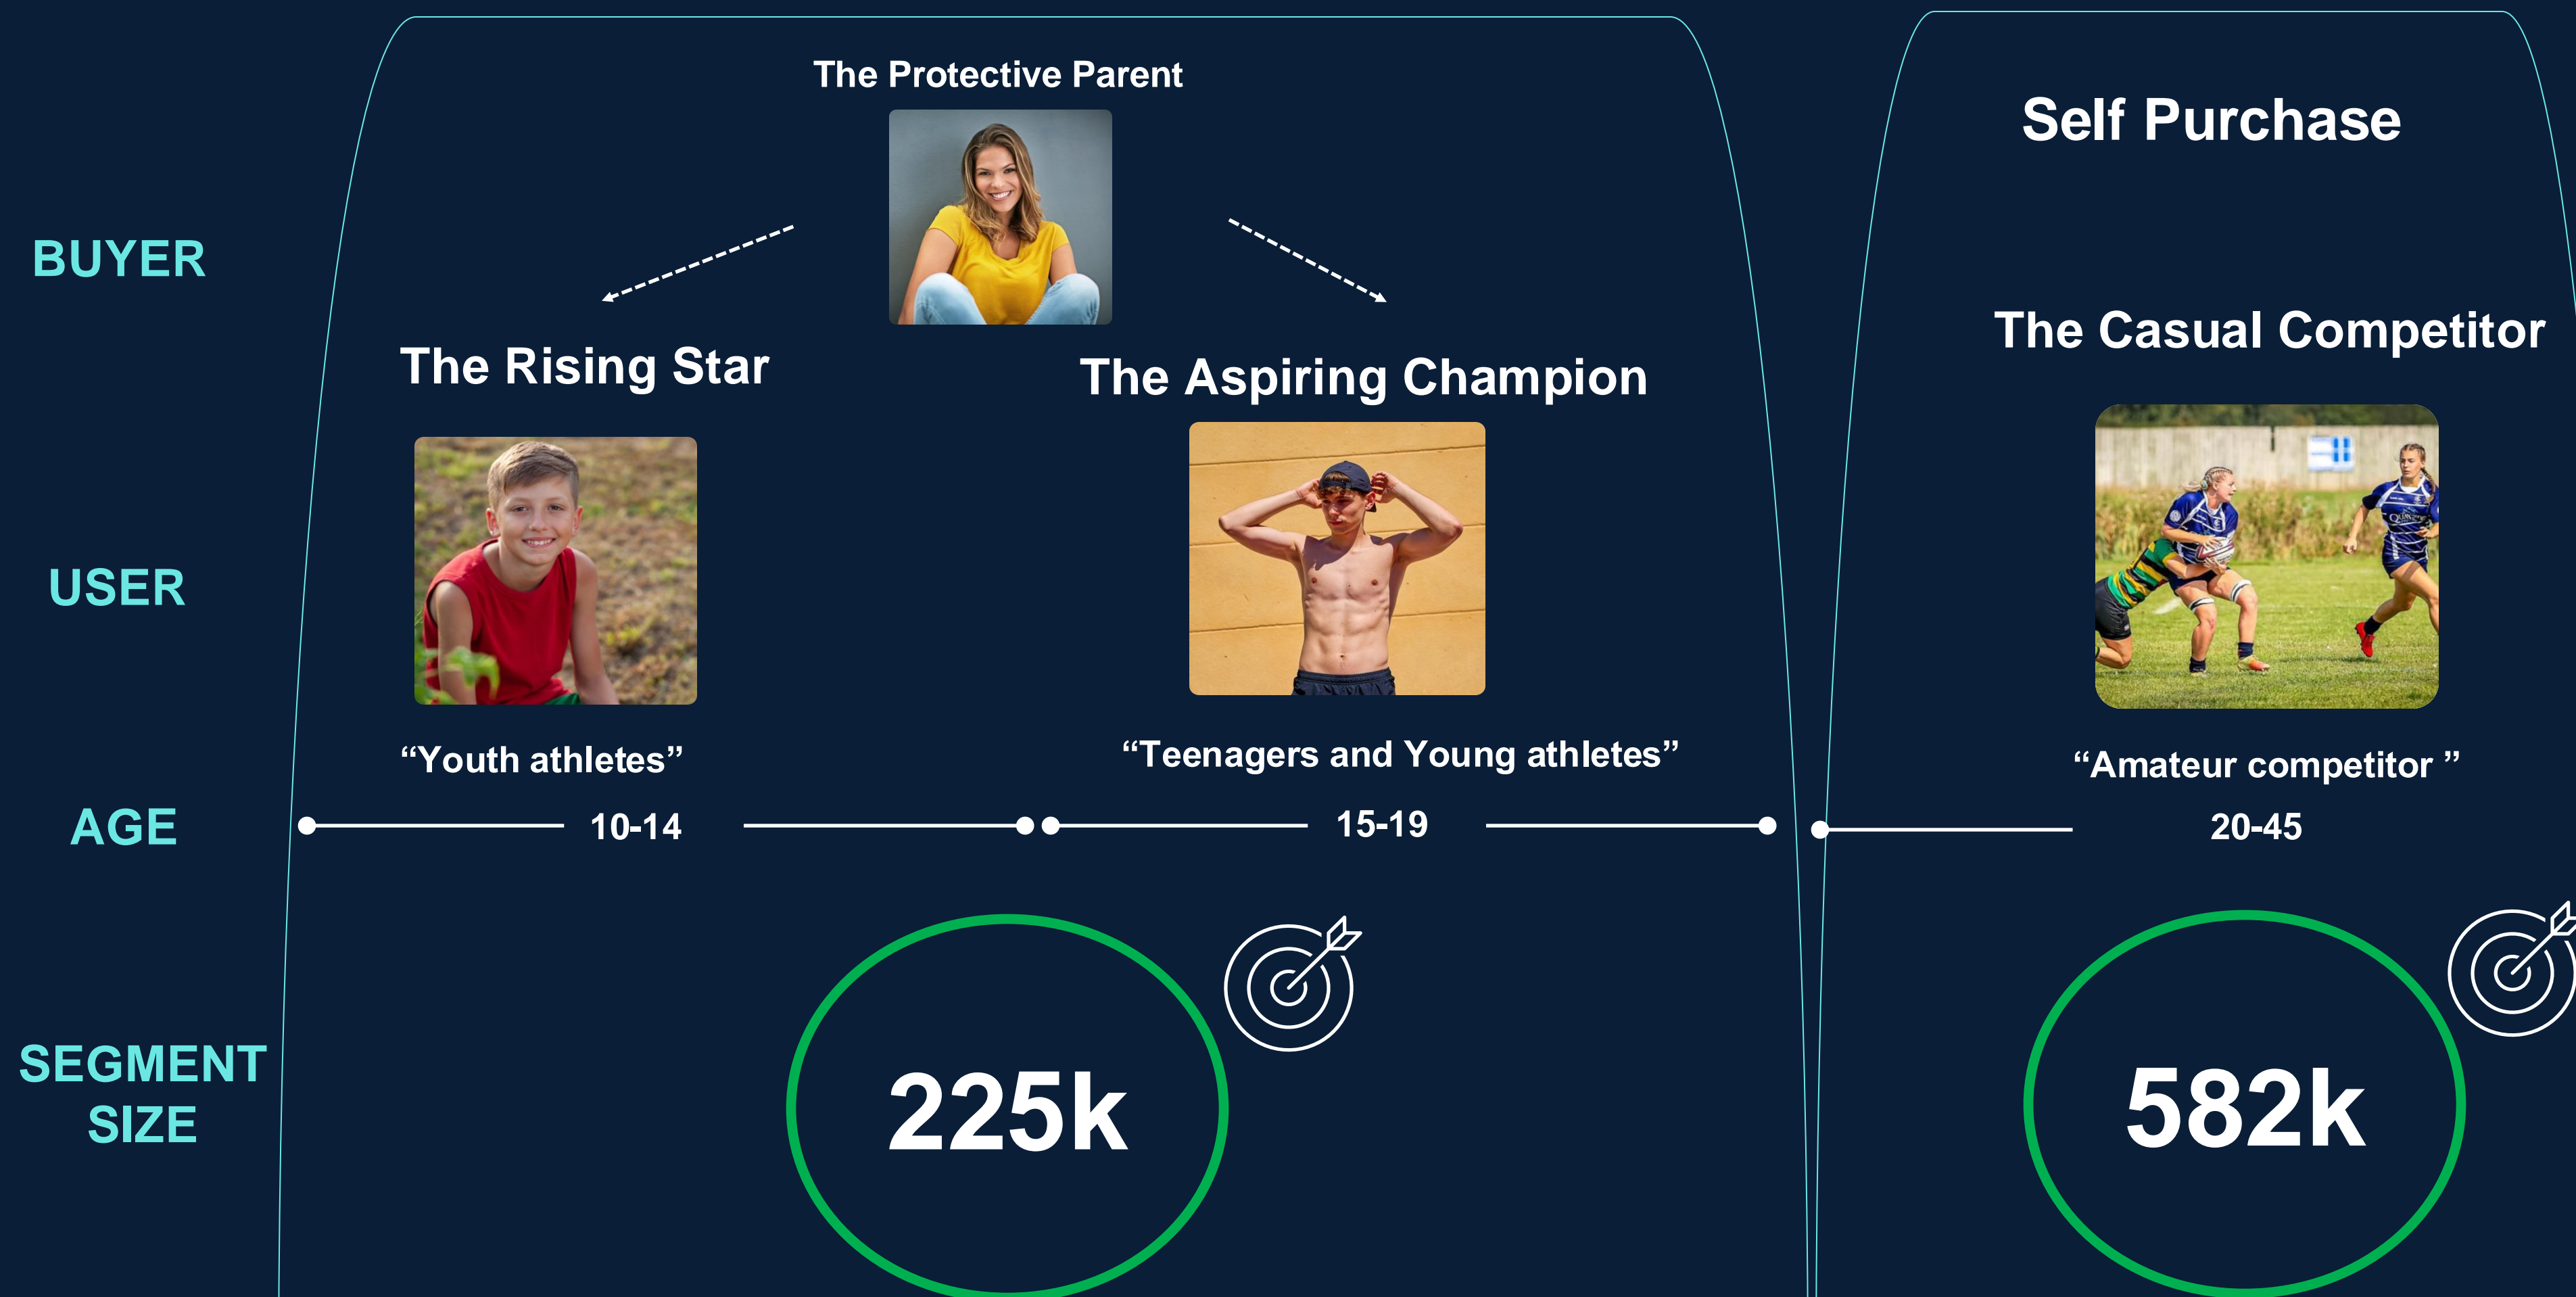 The Protective Parent
Self Purchase
BUYER
The Casual Competitor
The Rising Star
The Aspiring Champion
USER
“Youth athletes”
“Teenagers and Young athletes”
“Amateur competitor ”
AGE
10-14
15-19
20-45
SEGMENT
SIZE
225k
582k